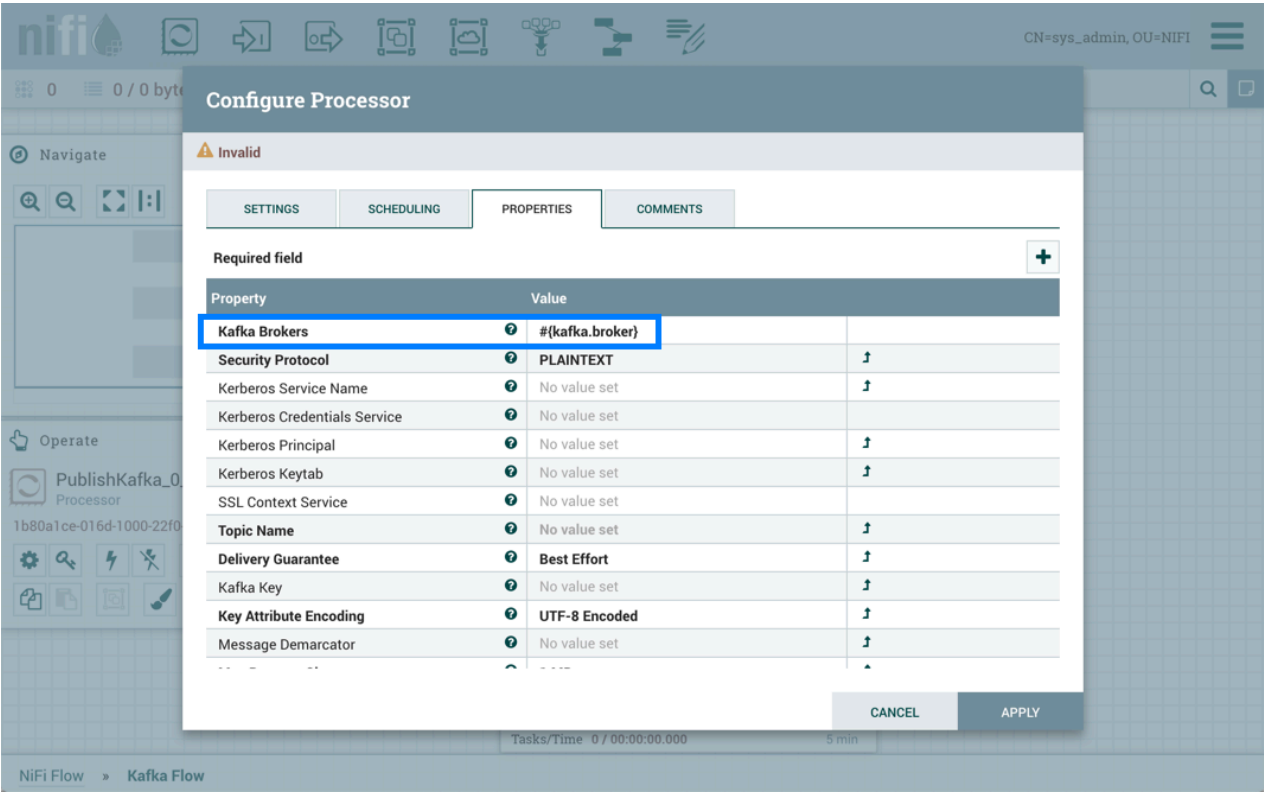 nifi
CN=sys_admin, OU=NIFI
0 0 / 0 byte
Configure Processor
Navigate
Invalid
SETTINGS SCHEDULING PROPERTIES COMMENTS
Required field
Property Value
Kafka Brokers #{kafka.broker}
Security Protocol PLAINTEXT
Kerberos Service Name No value set
Kerberos Credentials Service No value set
Kerberos Principal No value set
Kerberos Keytab No value set
SSL Context Service No value set
Topic Name No value set
Delivery Guarantee Best Effort
Kafka Key No value set
Key Attribute Encoding UTF-8 Encoded
Message Demarcator No value set
Operate
PublishKafka_0_
Processor
1b80a1ce-016d-1000-22f0-
CANCEL APPLY
Tasks/Time 0 / 00:00:00.000 5 min
NiFi Flow » Kafka Flow